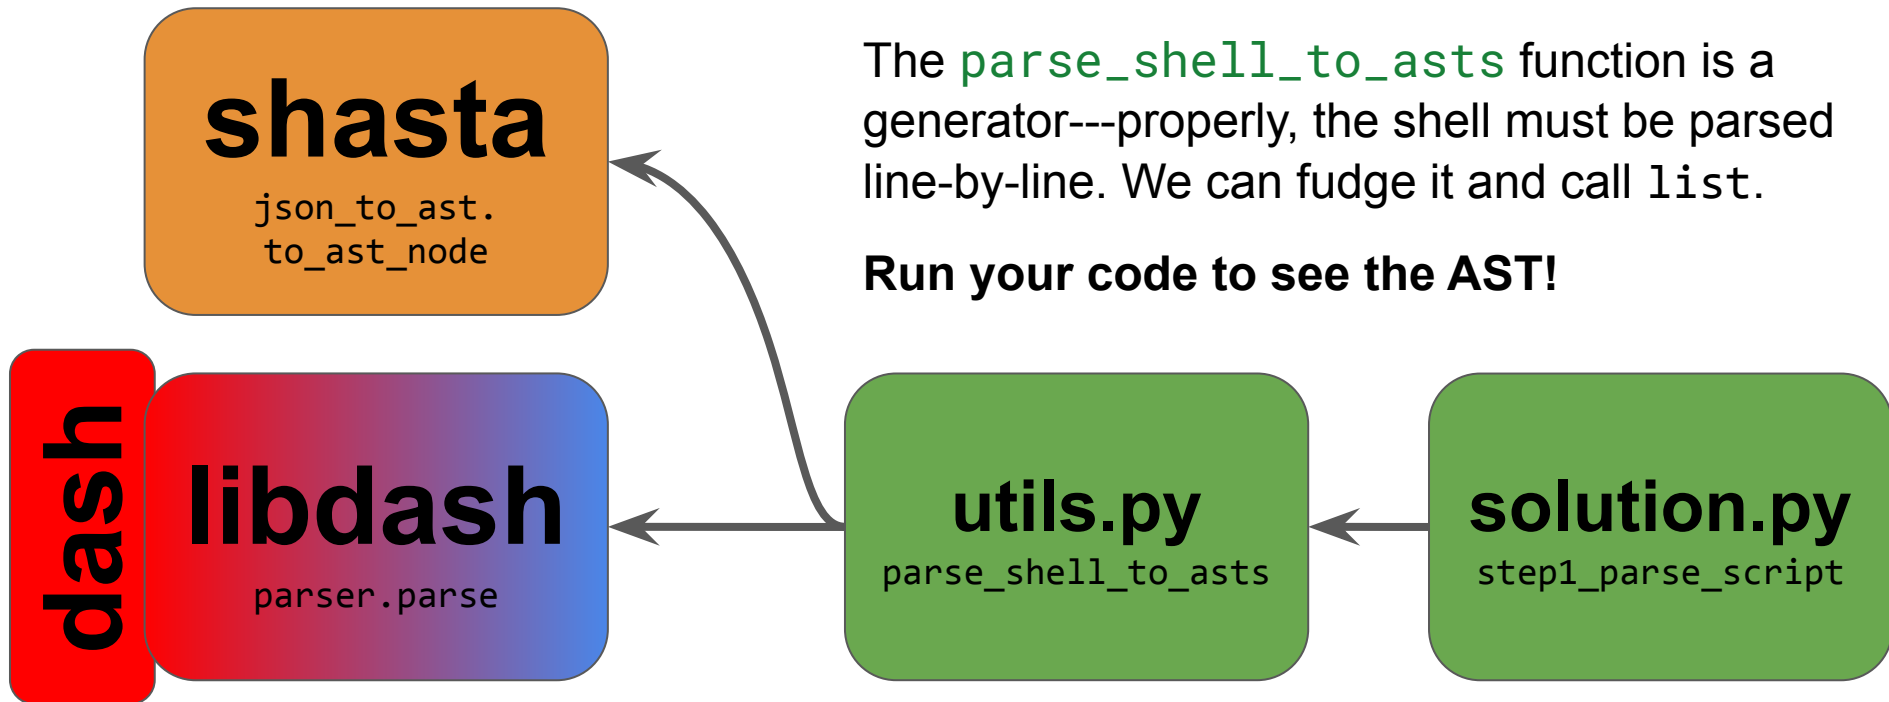 shasta
json_to_ast.
to_ast_node
The parse_shell_to_asts function is a
generator---properly, the shell must be parsed
line-by-line. We can fudge it and call list.
Run your code to see the AST!
dash
libdash
parser.parse
utils.py
parse_shell_to_asts
solution.py
step1_parse_script